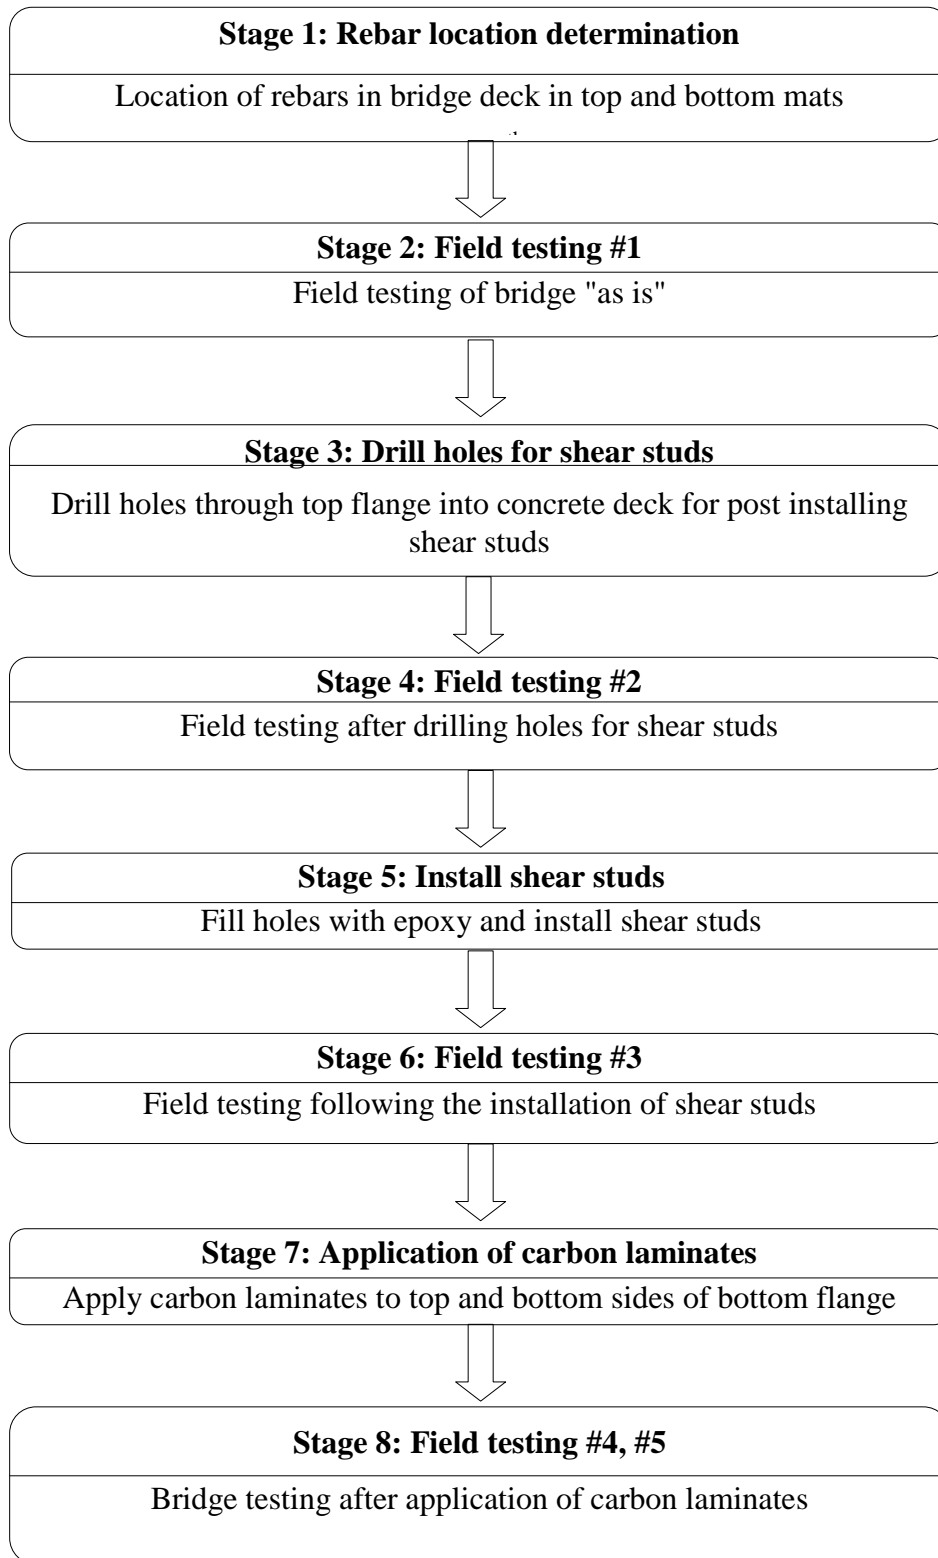 Stage 1: Rebar location determination
Location of rebars in bridge deck in top and bottom mats
Stage 2: Field testing #1
Field testing of bridge "as is"
Stage 3: Drill holes for shear studs
Drill holes through top flange into concrete deck for post installing
shear studs
Stage 4: Field testing #2
Field testing after drilling holes for shear studs
Stage 5: Install shear studs
Fill holes with epoxy and install shear studs
Stage 6: Field testing #3
Field testing following the installation of shear studs
Stage 7: Application of carbon laminates
Apply carbon laminates to top and bottom sides of bottom flange
Stage 8: Field testing #4, #5
Bridge testing after application of carbon laminates